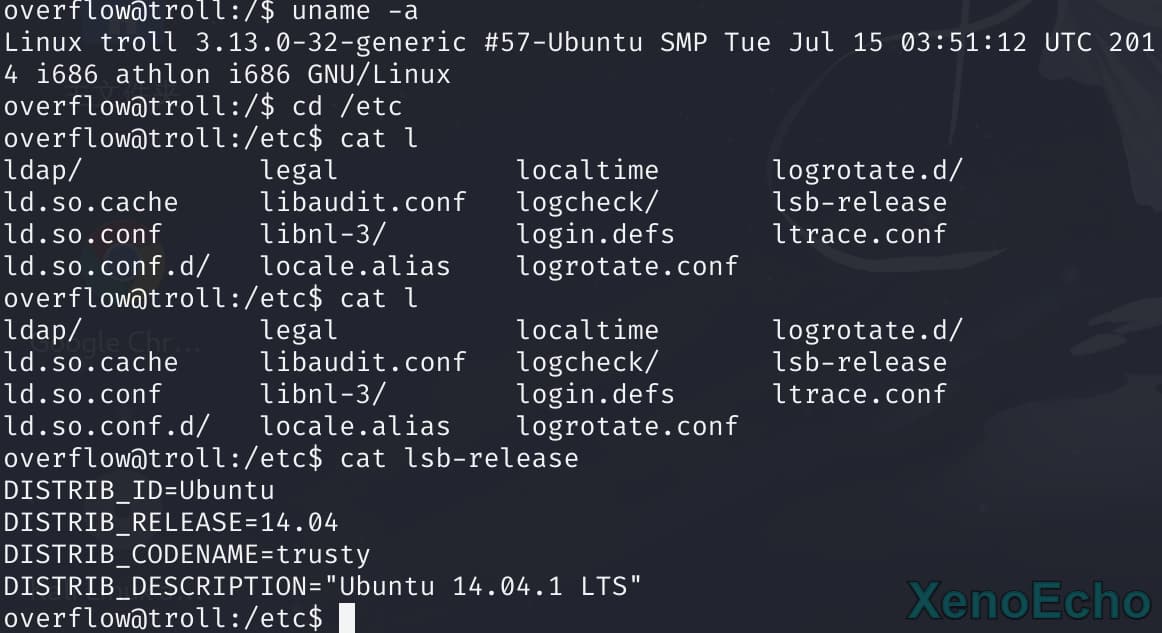 overflow@troll:/$ uname -a
Linux troll 3.13.0-32-generic #57-Ubuntu SMP Tue Jul 15 03:51:12 UTC 201
4 i686 athlon i686 GNU/Linux
overflow@troll:/$ cd /etc
overflow@troll:/etc$ cat l
ldap/ legal localtime logrotate.d/
ld.so.cache libaudit.conf logcheck/ lsb-release
ld.so.conf libnl-3/ login.defs ltrace.conf
ld.so.conf.d/ locale.alias logrotate.conf
overflow@troll:/etc$ cat l
ldap/ legal localtime logrotate.d/
Google Chr...
ld.so.cache libaudit.conf logcheck/ lsb-release
ld.so.conf libnl-3/ login.defs ltrace.conf
ld.so.conf.d/ locale.alias logrotate.conf
overflow@troll:/etc$ cat lsb-release
DISTRIB_ID=Ubuntu
DISTRIB_RELEASE=14.04
DISTRIB_CODENAME=trusty
DISTRIB_DESCRIPTION="Ubuntu 14.04.1 LTS"
overflow@troll:/etc$
XenoEcho